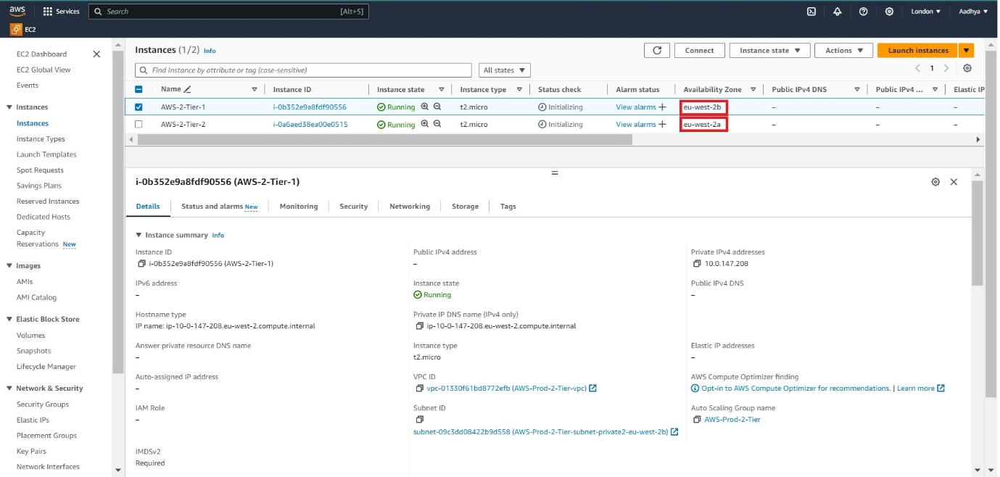 aws Services Search [Alt+S] London Aadhya
EC2
EC2 Dashboard
EC2 Global View
Events
Instances
Instances
Instance Types
Launch Templates
Spot Requests
Savings Plans
Reserved Instances
Dedicated Hosts
Capacity
Reservations New
Images
AMIs
AMI Catalog
Elastic Block Store
Volumes
Snapshots
Lifecycle Manager
Network & Security
Security Groups
Elastic IPs
Placement Groups
Key Pairs
Network Interfaces
Instances (1/2) Info Connect Instance state Actions Launch instances
Find Instance by attribute or tag (case-sensitive) All states 1
Name Instance ID Instance state Instance type Status check Alarm status Availability Zone Public IPv4 DNS Public IPv4 ... Elastic IP
AWS-2-Tier-1 i-0b352e9a8fdf90556 Running t2.micro Initializing View alarms + eu-west-2b – – –
AWS-2-Tier-2 i-0a6aed38ea00e0515 Running t2.micro Initializing View alarms + eu-west-2a – – –
i-0b352e9a8fdf90556 (AWS-2-Tier-1)
Details Status and alarms New Monitoring Security Networking Storage Tags
Instance summary Info
Instance ID
i-0b352e9a8fdf90556 (AWS-2-Tier-1)
Public IPv4 address
–
Private IPv4 addresses
10.0.147.208
IPv6 address
–
Instance state
Running
Public IPv4 DNS
–
Hostname type
IP name: ip-10-0-147-208.eu-west-2.compute.internal
Private IP DNS name (IPv4 only)
ip-10-0-147-208.eu-west-2.compute.internal
Answer private resource DNS name
–
Instance type
t2.micro
Elastic IP addresses
–
Auto-assigned IP address
–
VPC ID
vpc-01330f61bd8772efb (AWS-Prod-2-Tier-vpc)
AWS Compute Optimizer finding
Opt-in to AWS Compute Optimizer for recommendations. | Learn more
IAM Role
–
Subnet ID
subnet-09c3dd08422b9d558 (AWS-Prod-2-Tier-subnet-private2-eu-west-2b)
Auto Scaling Group name
AWS-Prod-2-Tier
IMDSv2
Required